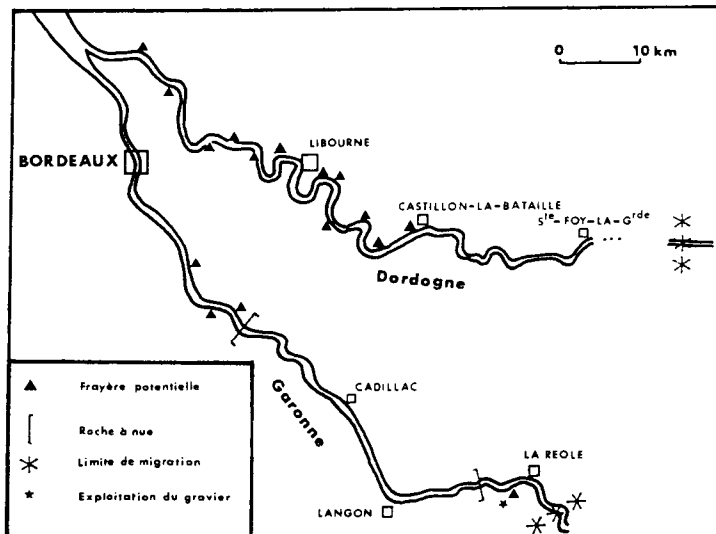 0 10 km
LIBOURNE
BORDEAUX
CASTILLON-LA-BATAILLE
Ste-FOY-LA-Grde
...
Dordogne
Garonne
CADILLAC
LA REOLE
LANGON
Frayère potentielle
Roche à nue
Limite de migration
Exploitation du gravier